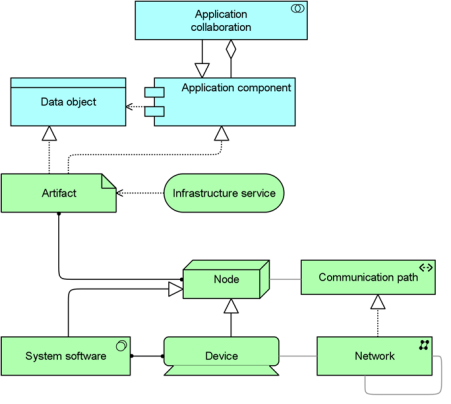 Application
collaboration
Data object
Application component
Artifact
Infrastructure service
Node
Communication path
System software
Device
Network